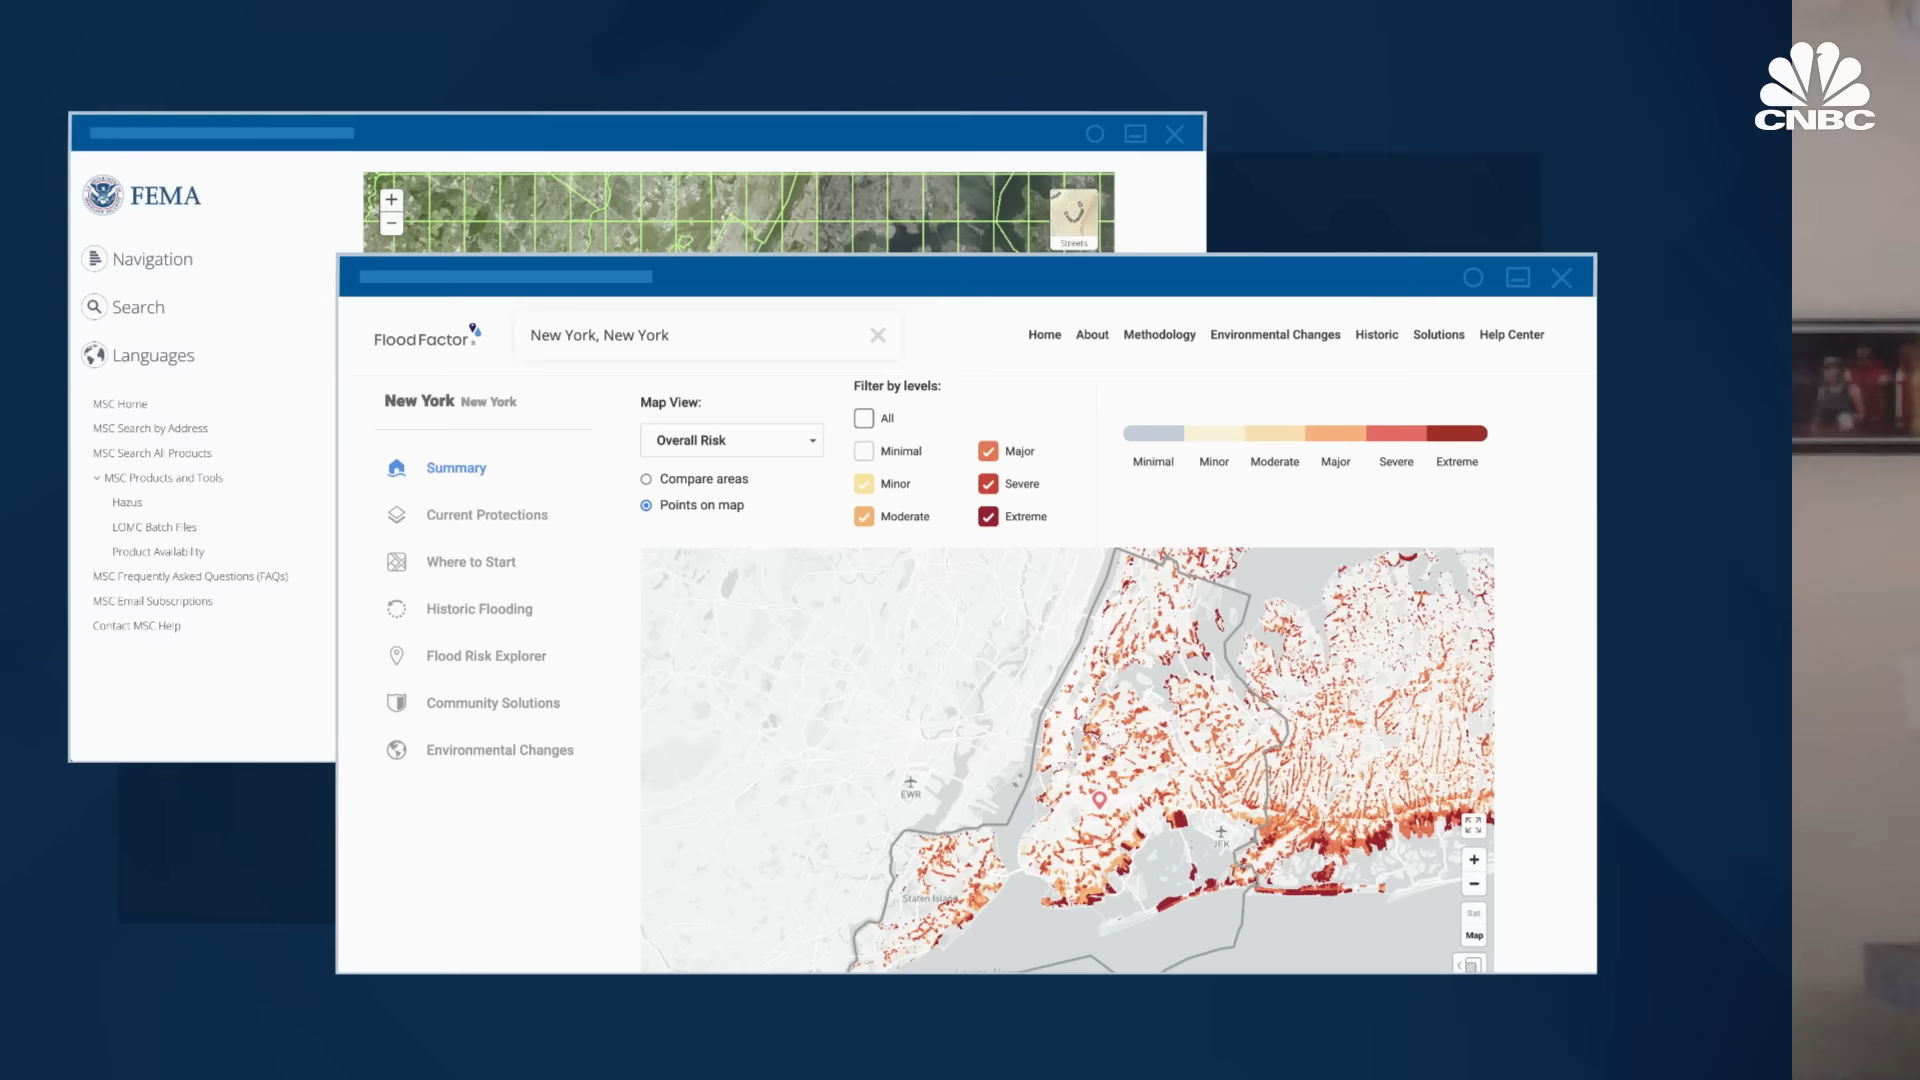 CNBC
FEMA
Navigation
Search
Languages
MSC Home
MSC Search by Address
MSC Search All Products
MSC Products and Tools
Hazus
LOMC Batch Files
Product Availability
MSC Frequently Asked Questions (FAQs)
MSC Email Subscriptions
Contact MSC Help
Streets
Flood Factor
New York, New York
Home About Methodology Environmental Changes Historic Solutions Help Center
New York New York
Summary
Current Protections
Where to Start
Historic Flooding
Flood Risk Explorer
Community Solutions
Environmental Changes
Map View:
Overall Risk
Compare areas
Points on map
Filter by levels:
All
Minimal Major
Minor Severe
Moderate Extreme
Minimal Minor Moderate Major Severe Extreme
EWR
JFK
Staten Island
Sat
Map